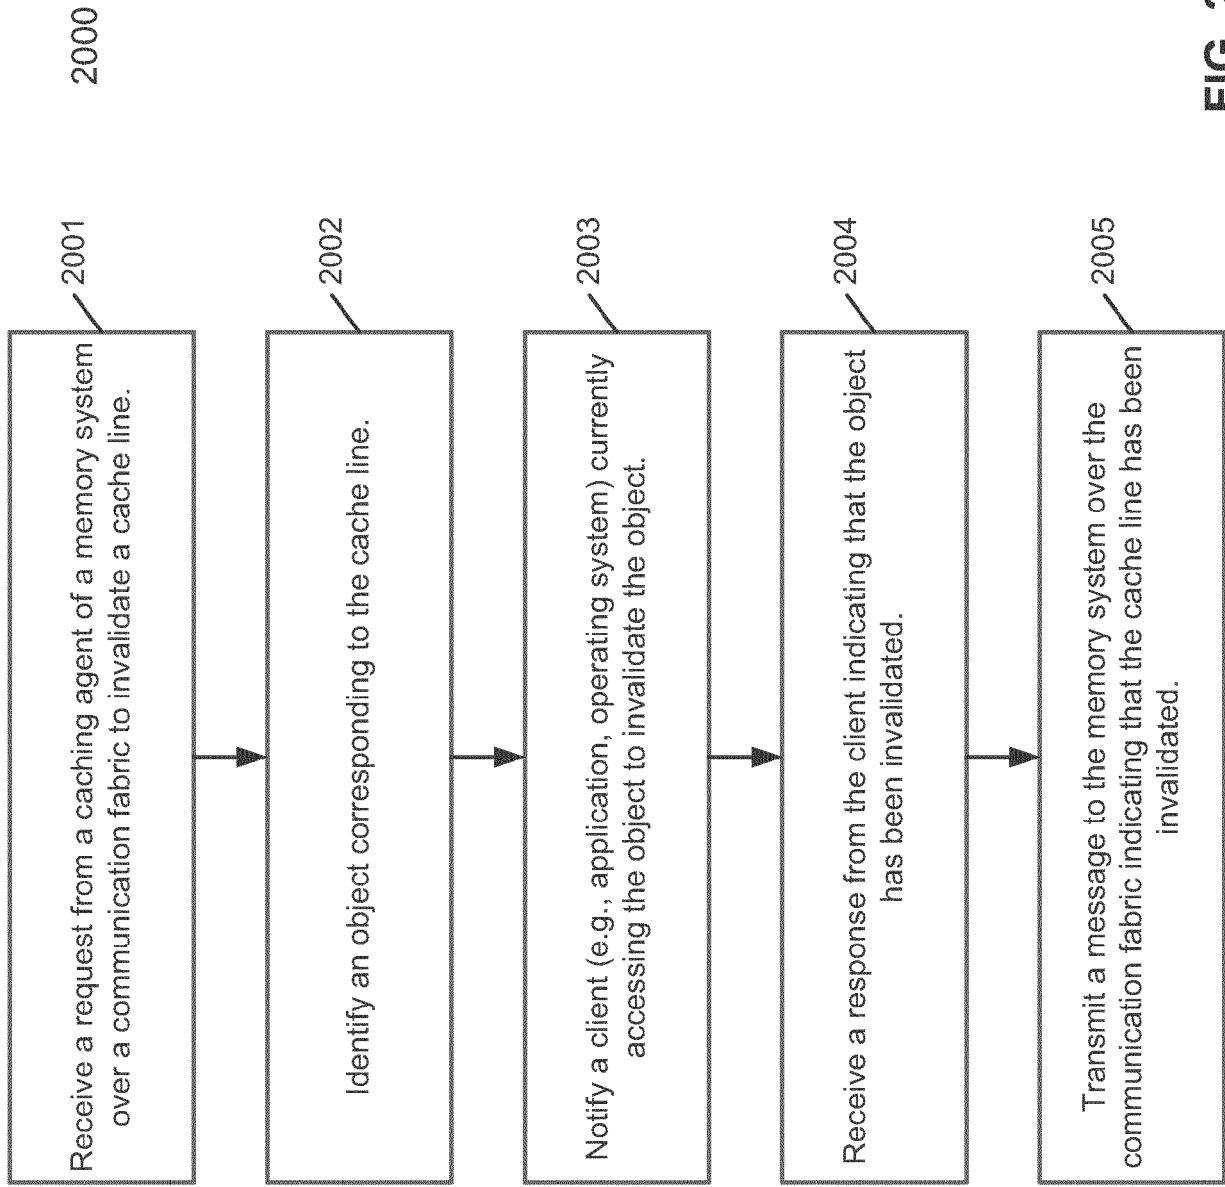 2000
Receive a request from a caching agent of a memory system
over a communication fabric to invalidate a cache line.
2001
Identify an object corresponding to the cache line.
2002
Notify a client (e.g., application, operating system) currently
accessing the object to invalidate the object.
2003
Receive a response from the client indicating that the object
has been invalidated.
2004
Transmit a message to the memory system over the
communication fabric indicating that the cache line has been
invalidated.
2005
FIG.